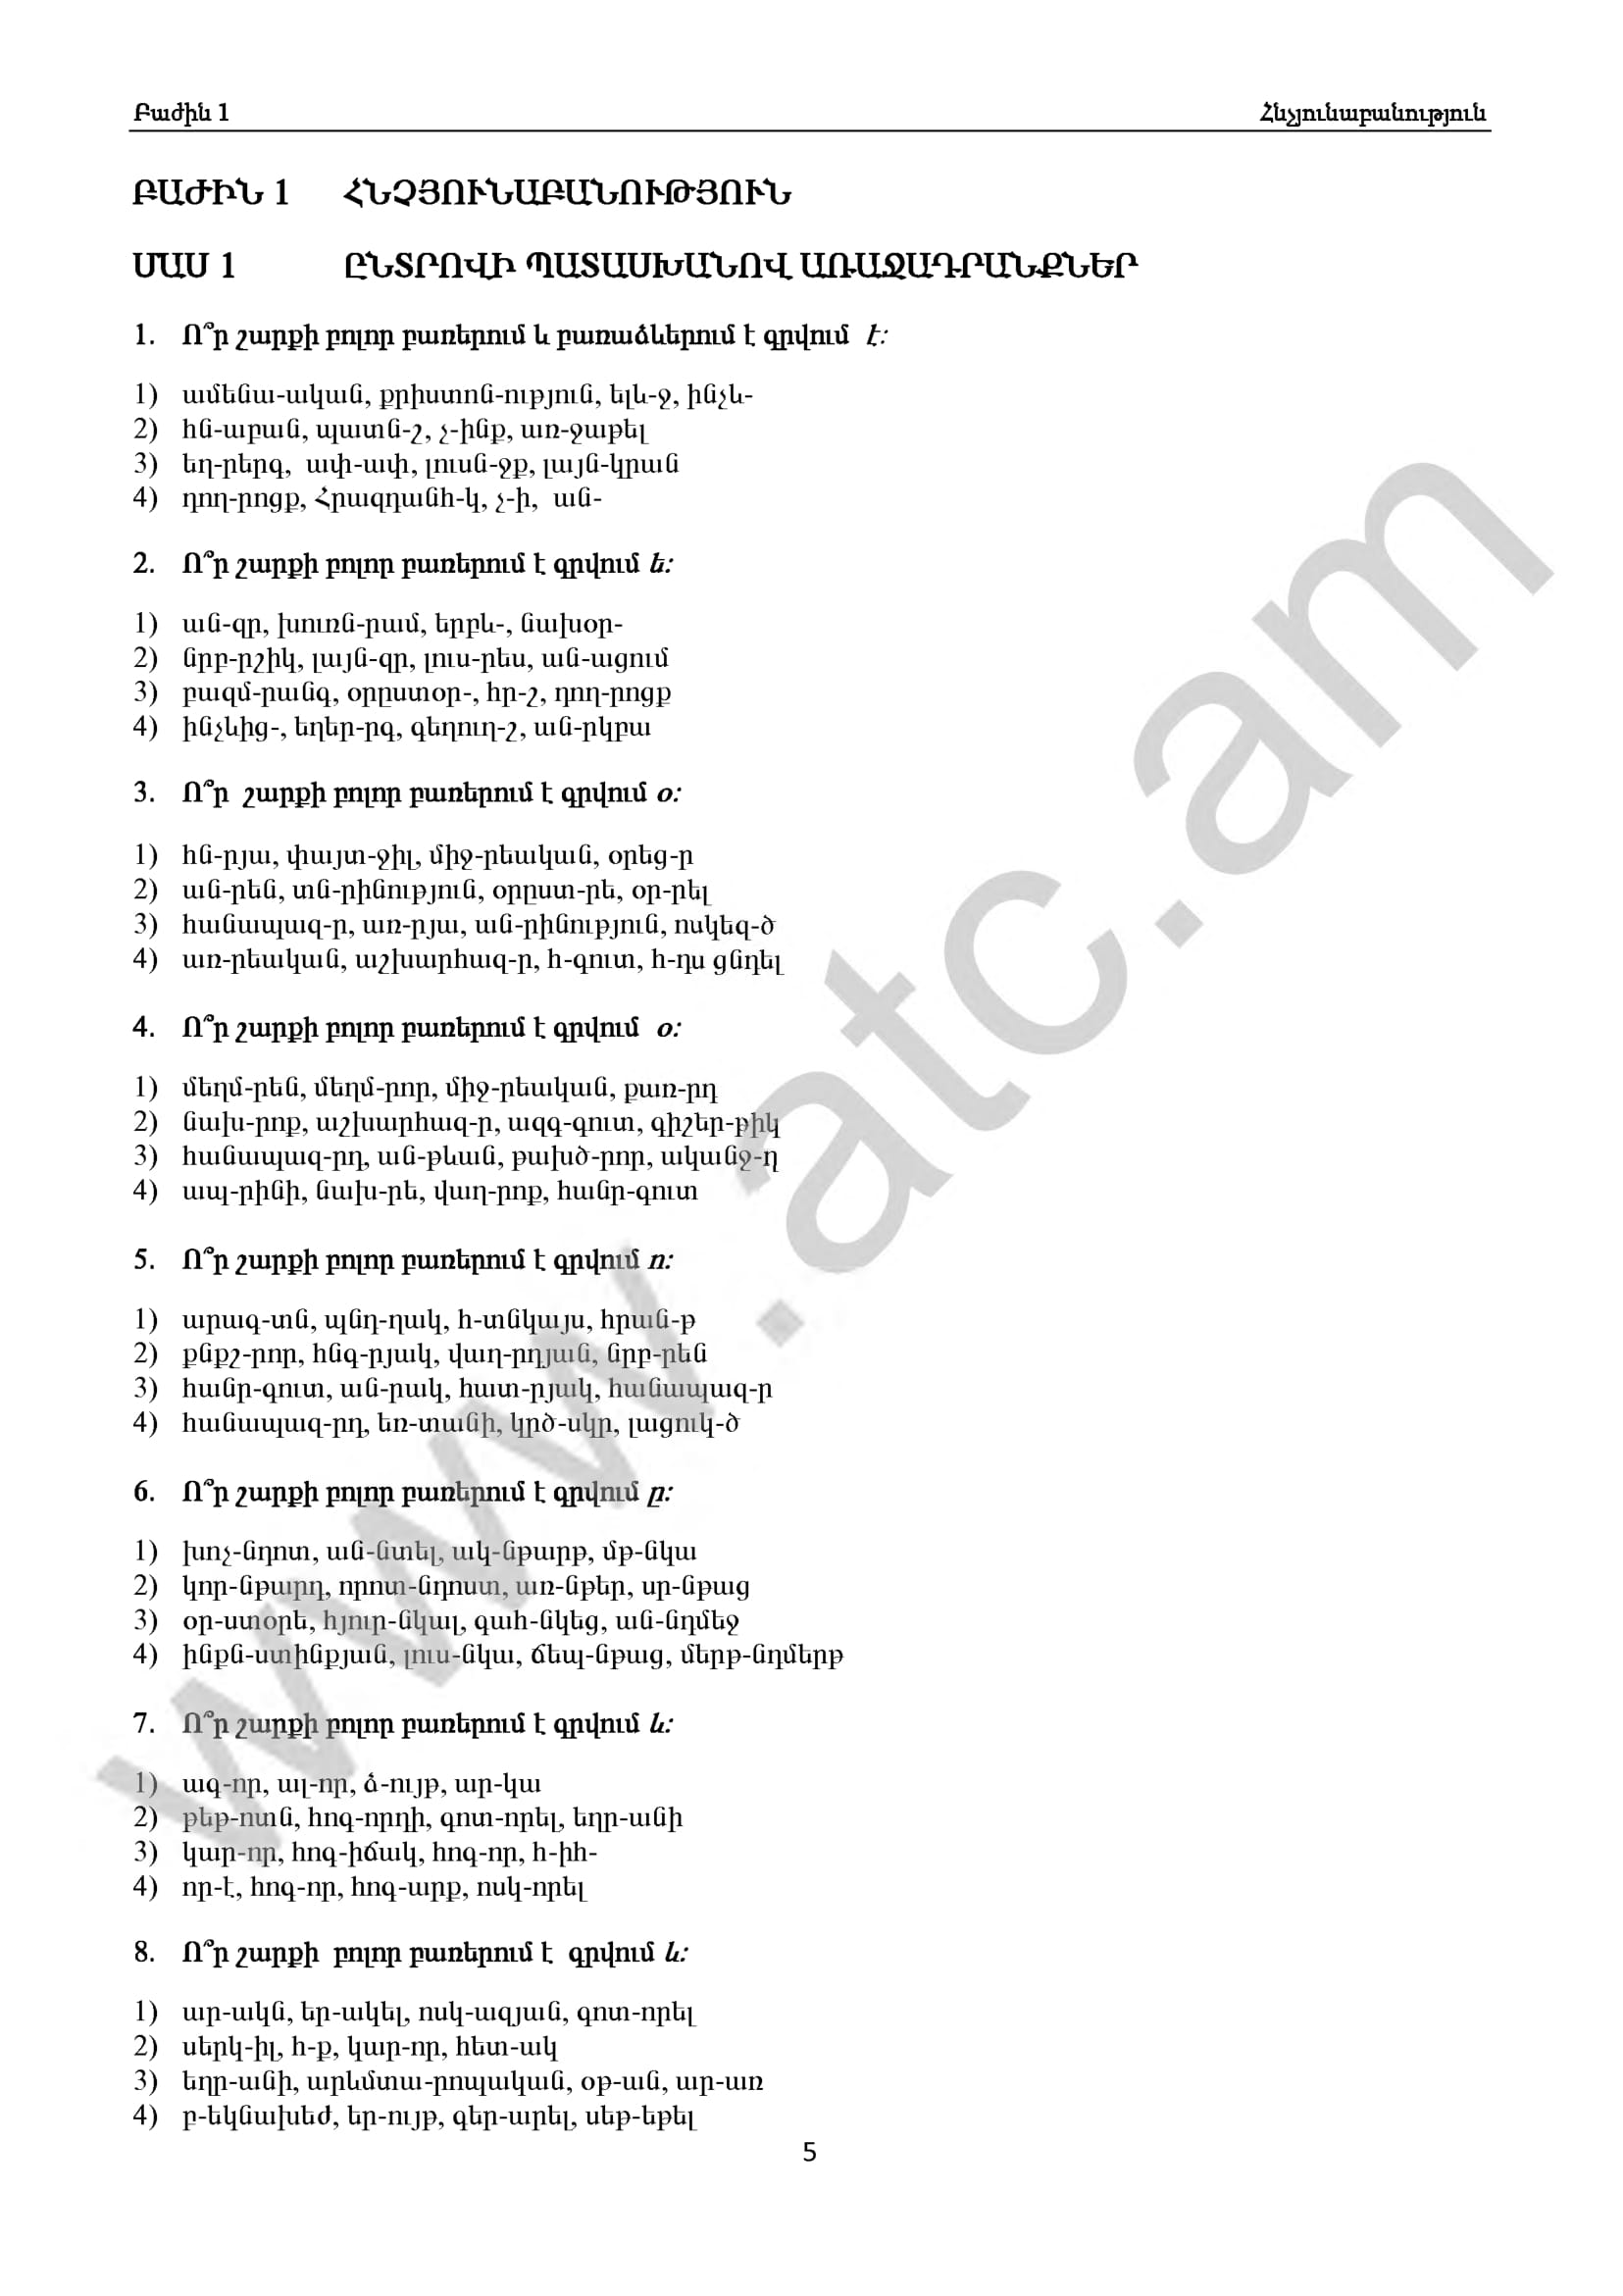 Բաժին 1 Հնչյունաբանություն
ԲԱԺԻՆ 1 ՀՆՉՅՈՒՆԱԲԱՆՈՒԹՅՈՒՆ
ՄԱՍ 1 ԸՆՏՐՈՎԻ ՊԱՏԱՍԽԱՆՈՎ ԱՌԱՋԱԴՐԱՆՔՆԵՐ
1. Ո՞ր շարքի բոլոր բառերում և բառաձևերում է գրվում է:
1) ամենա-ական, քրիստոն-ություն, ելև-ջ, ինչև-
2) հն-աբան, պատն-շ, չ-ինք, առ-ջաթել
3) եղ-րերգ, ափ-ափ, լուսն-ջք, լայն-կրան
4) դող-րոցք, Հրազդանհ-կ, չ-ի, ան-
2. Ո՞ր շարքի բոլոր բառերում է գրվում ե:
1) ան-զր, խուռն-րամ, երբև-, նախօր-
2) նրբ-րշիկ, լայն-զր, լուս-րես, ան-ացում
3) բազմ-րանգ, օրըստօր-, հր-շ, դող-րոցք
4) ինչևից-, եղեր-րգ, գեղուղ-շ, ան-րկբա
3. Ո՞ր շարքի բոլոր բառերում է գրվում օ:
1) հն-րյա, փայտ-ջիլ, միջ-րեական, օրեց-ր
2) ան-րեն, տն-րինություն, օրըստ-րե, օր-րել
3) հանապազ-ր, առ-րյա, ան-րինություն, ոսկեզ-ծ
4) առ-րեական, աշխարհազ-ր, հ-գուտ, հ-դս ցնդել
4. Ո՞ր շարքի բոլոր բառերում է գրվում օ:
1) մեղմ-րեն, մեղմ-րոր, միջ-րեական, քառ-րդ
2) նախ-րոք, աշխարհազ-ր, ազգ-գուտ, գիշեր-թիկ
3) հանապազ-րդ, ան-թևան, թախծ-րոր, ականջ-ղ
4) ապ-րինի, նախ-րե, վաղ-րոք, հանր-գուտ
5. Ո՞ր շարքի բոլոր բառերում է գրվում ո:
1) արագ-տն, պնդ-ղակ, հ-տնկայս, հրան-թ
2) քնքշ-րոր, հնգ-րյակ, վաղ-րդյան, նրբ-րեն
3) հանր-գուտ, ան-րակ, հատ-րյակ, հանապազ-ր
4) հանապազ-րդ, եռ-տանի, կրծ-սկր, լացուկ-ծ
6. Ո՞ր շարքի բոլոր բառերում է գրվում ը:
1) խոչ-նդոտ, ան-նտել, ակ-նթարթ, մթ-նկա
2) կոր-նթարդ, որոտ-նդոստ, առ-նթեր, սր-նթաց
3) օր-ստօրե, հյուր-նկալ, գահ-նկեց, ան-նդմեջ
4) ինքն-ստինքյան, լուս-նկա, ճեպ-նթաց, մերթ-նդմերթ
7. Ո՞ր շարքի բոլոր բառերում է գրվում և:
1) ագ-որ, ալ-որ, ձ-ույթ, ար-կա
2) թեթ-ոտն, հոգ-որդի, գոտ-որել, եղր-անի
3) կար-որ, հոգ-իճակ, հոգ-որ, հ-իհ-
4) որ-է, հոգ-որ, հոգ-արք, ոսկ-որել
8. Ո՞ր շարքի բոլոր բառերում է գրվում և:
1) ար-ակն, եր-ակել, ոսկ-ազյան, գոտ-որել
2) սերկ-իլ, հ-ք, կար-որ, հետ-ակ
3) եղր-անի, արևմտա-րոպական, օթ-ան, ար-առ
4) բ-եկնախեժ, եր-ույթ, գեր-արել, սեթ-եթել
5
www.atc.am